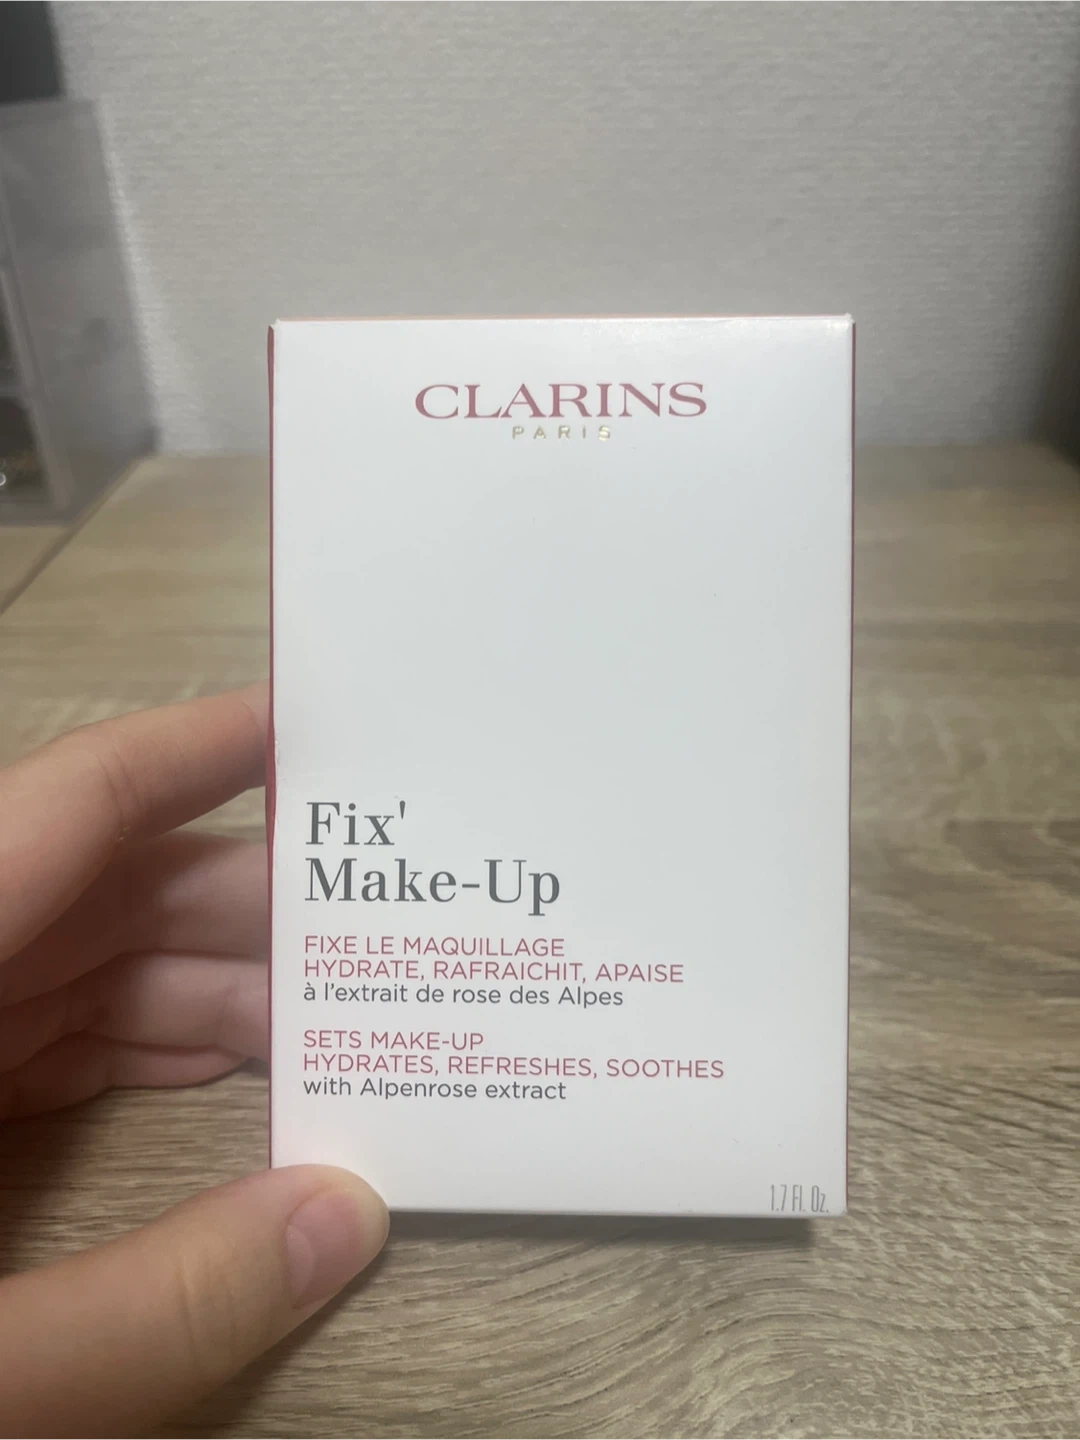 CLARINS
PARIS
Fix'
Make-Up
FIXE LE MAQUILLAGE
HYDRATE, RAFRAICHIT, APAISE
à l'extrait de rose des Alpes
SETS MAKE-UP
HYDRATES, REFRESHES, SOOTHES
with Alpenrose extract
1.7 Fl. Oz.